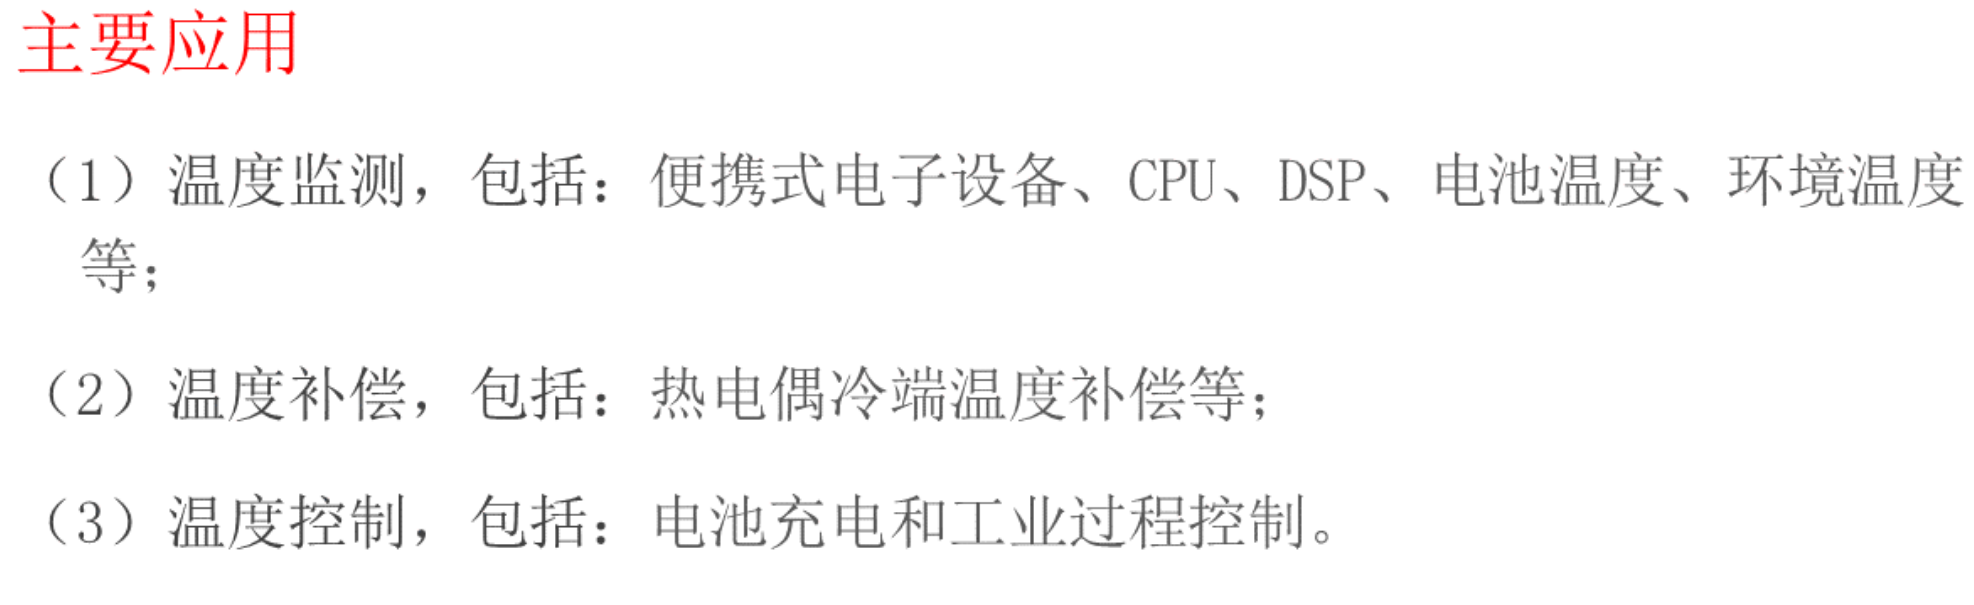 主要应用
（1）温度监测，包括：便携式电子设备、CPU、DSP、电池温度、环境温度
等；
（2）温度补偿，包括：热电偶冷端温度补偿等；
（3）温度控制，包括：电池充电和工业过程控制。